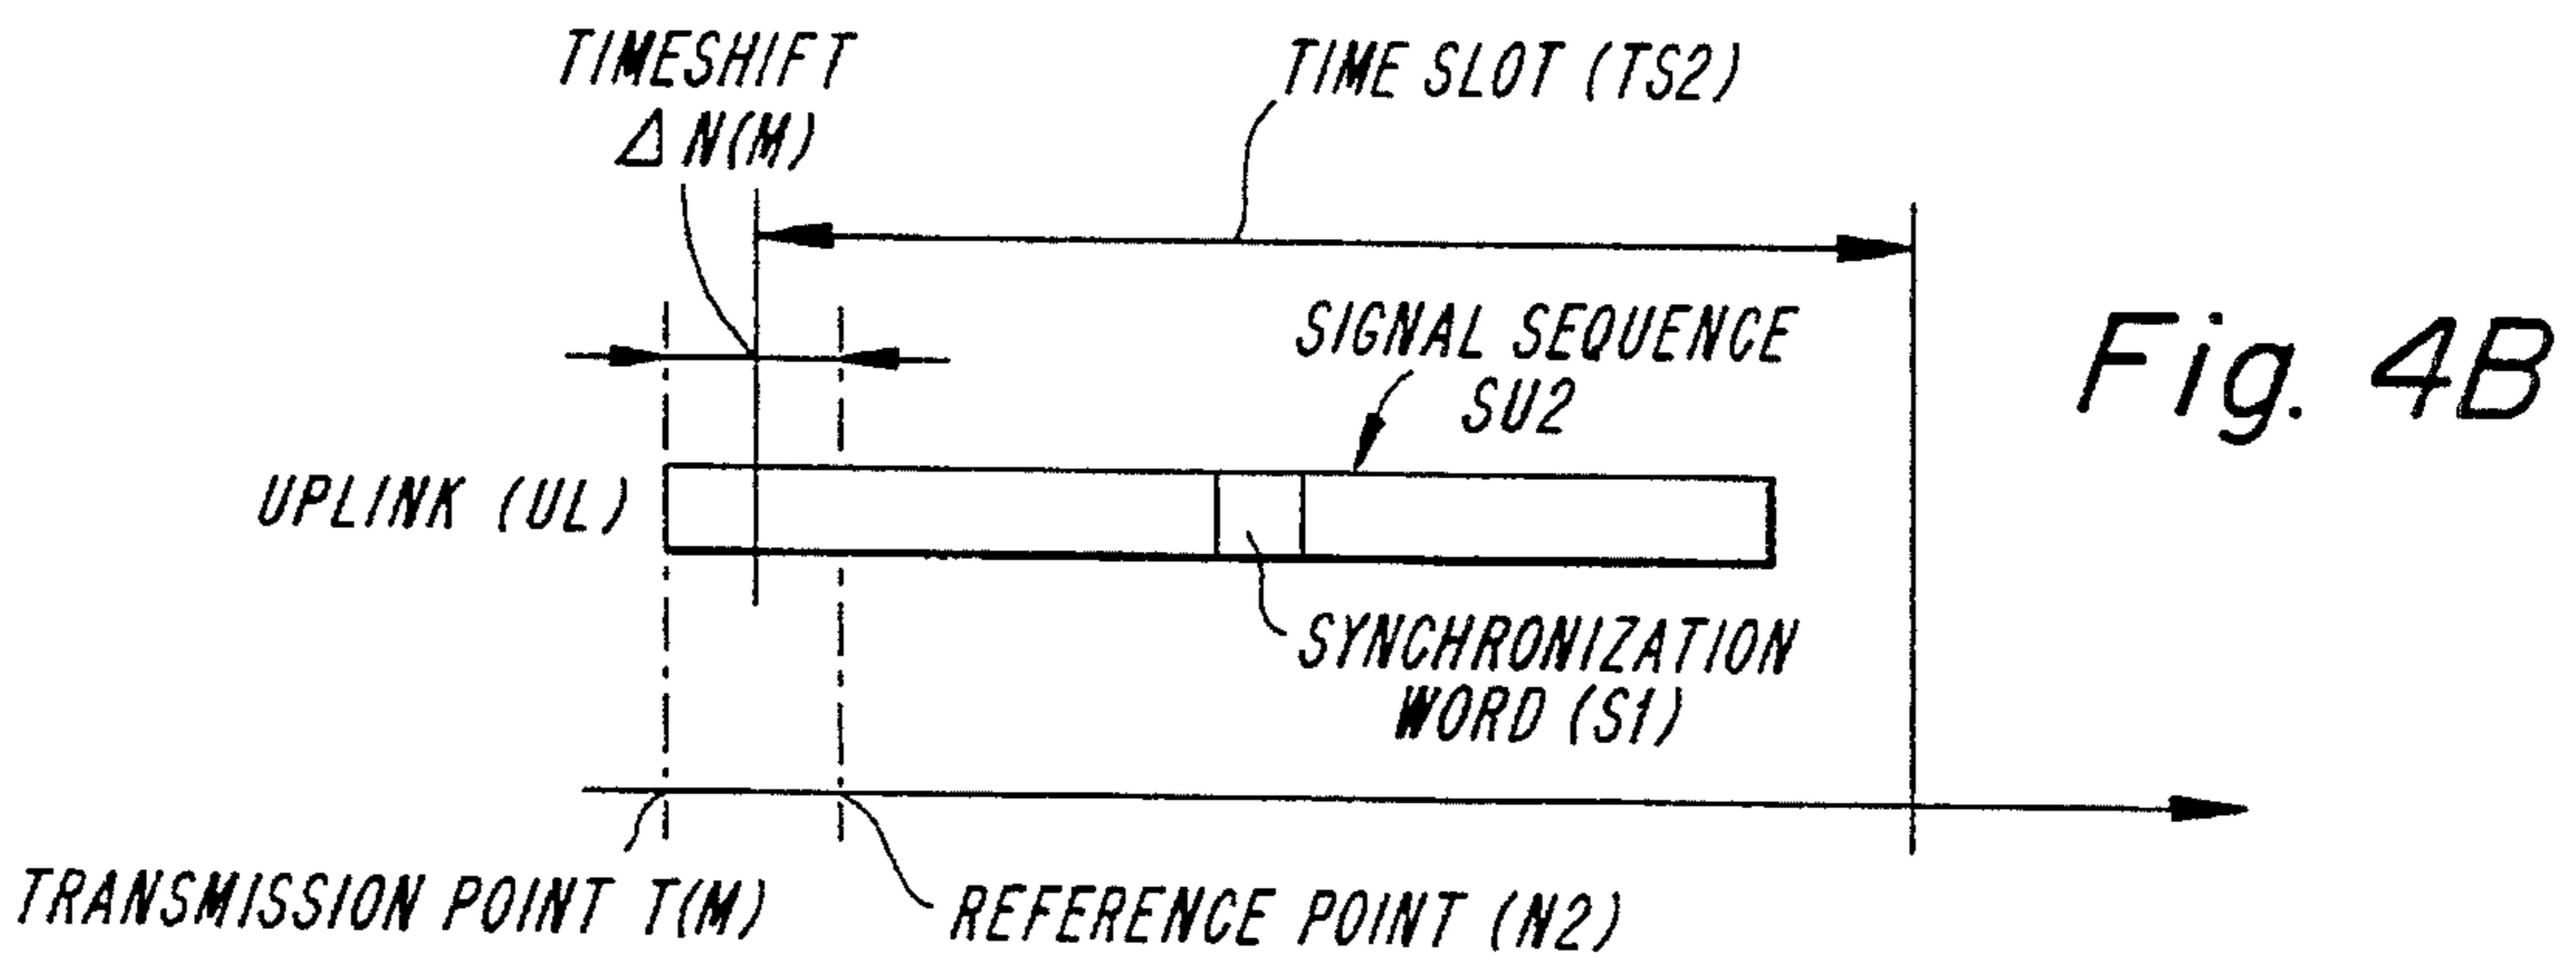 TIMESHIFT
Δ N(M)
TIME SLOT (TS2)
SIGNAL SEQUENCE
SU2
Fig. 4B
UPLINK (UL)
SYNCHRONIZATION
WORD (S1)
TRANSMISSION POINT T(M)
REFERENCE POINT (N2)